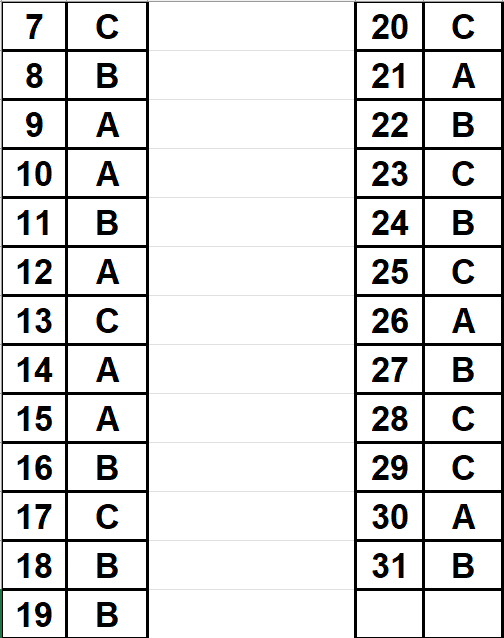 7 C 20 C
8 B 21 A
9 A 22 B
10 A 23 C
11 B 24 B
12 A 25 C
13 C 26 A
14 A 27 B
15 A 28 C
16 B 29 C
17 C 30 A
18 B 31 B
19 B